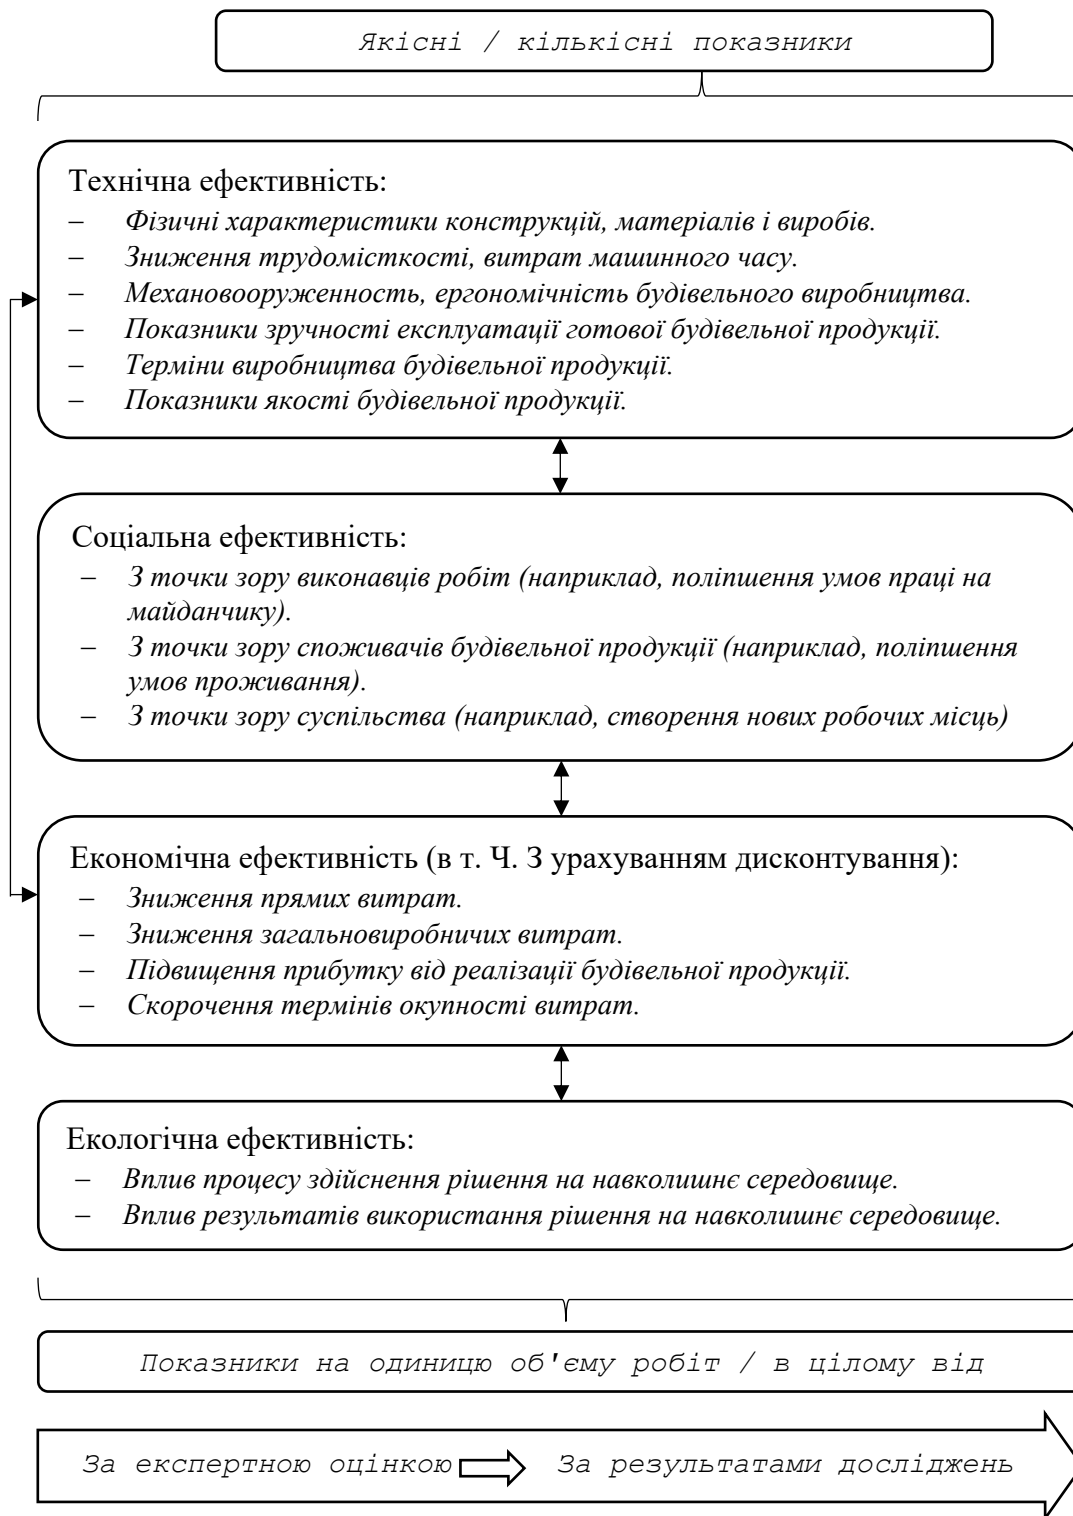 Якісні / кількісні показники
Технічна ефективність:
– Фізичні характеристики конструкцій, матеріалів і виробів.
– Зниження трудомісткості, витрат машинного часу.
– Механовооруженность, ергономічність будівельного виробництва.
– Показники зручності експлуатації готової будівельної продукції.
– Терміни виробництва будівельної продукції.
– Показники якості будівельної продукції.
Соціальна ефективність:
– З точки зору виконавців робіт (наприклад, поліпшення умов праці на
майданчику).
– З точки зору споживачів будівельної продукції (наприклад, поліпшення
умов проживання).
– З точки зору суспільства (наприклад, створення нових робочих місць)
Економічна ефективність (в т. Ч. З урахуванням дисконтування):
– Зниження прямих витрат.
– Зниження загальновиробничих витрат.
– Підвищення прибутку від реалізації будівельної продукції.
– Скорочення термінів окупності витрат.
Екологічна ефективність:
– Вплив процесу здійснення рішення на навколишнє середовище.
– Вплив результатів використання рішення на навколишнє середовище.
Показники на одиницю об'єму робіт / в цілому від
За експертною оцінкою За результатами досліджень